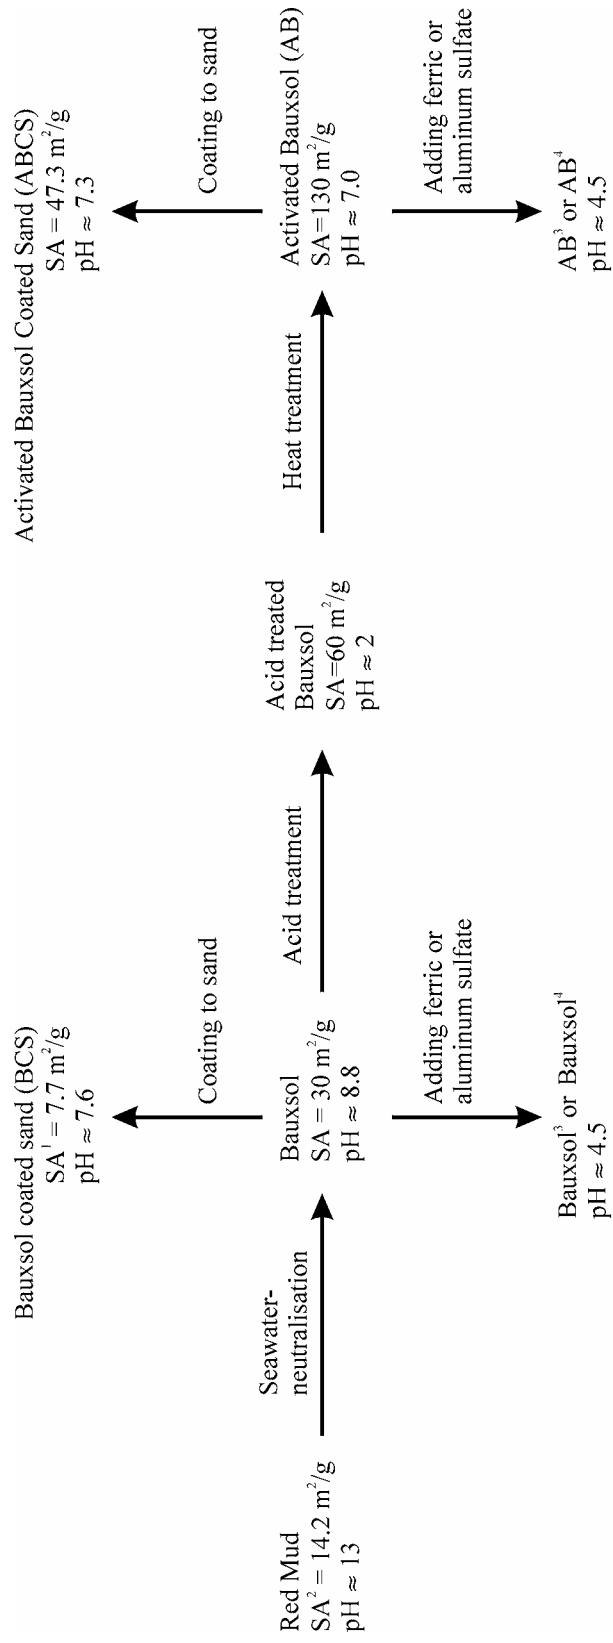 Bauxsol coated sand (BCS)
SA¹ = 7.7 m²/g
pH ≈ 7.6
Activated Bauxsol Coated Sand (ABCS)
SA = 47.3 m²/g
pH ≈ 7.3
Coating to sand
Coating to sand
Red Mud
SA² = 14.2 m²/g
pH ≈ 13
Seawater-
neutralisation
Bauxsol
SA = 30 m²/g
pH ≈ 8.8
Acid treatment
Acid treated
Bauxsol
SA=60 m²/g
pH ≈ 2
Heat treatment
Activated Bauxsol (AB)
SA=130 m²/g
pH ≈ 7.0
Adding ferric or
aluminum sulfate
Adding ferric or
aluminum sulfate
Bauxsol³ or Bauxsol⁴
pH ≈ 4.5
AB³ or AB⁴
pH ≈ 4.5